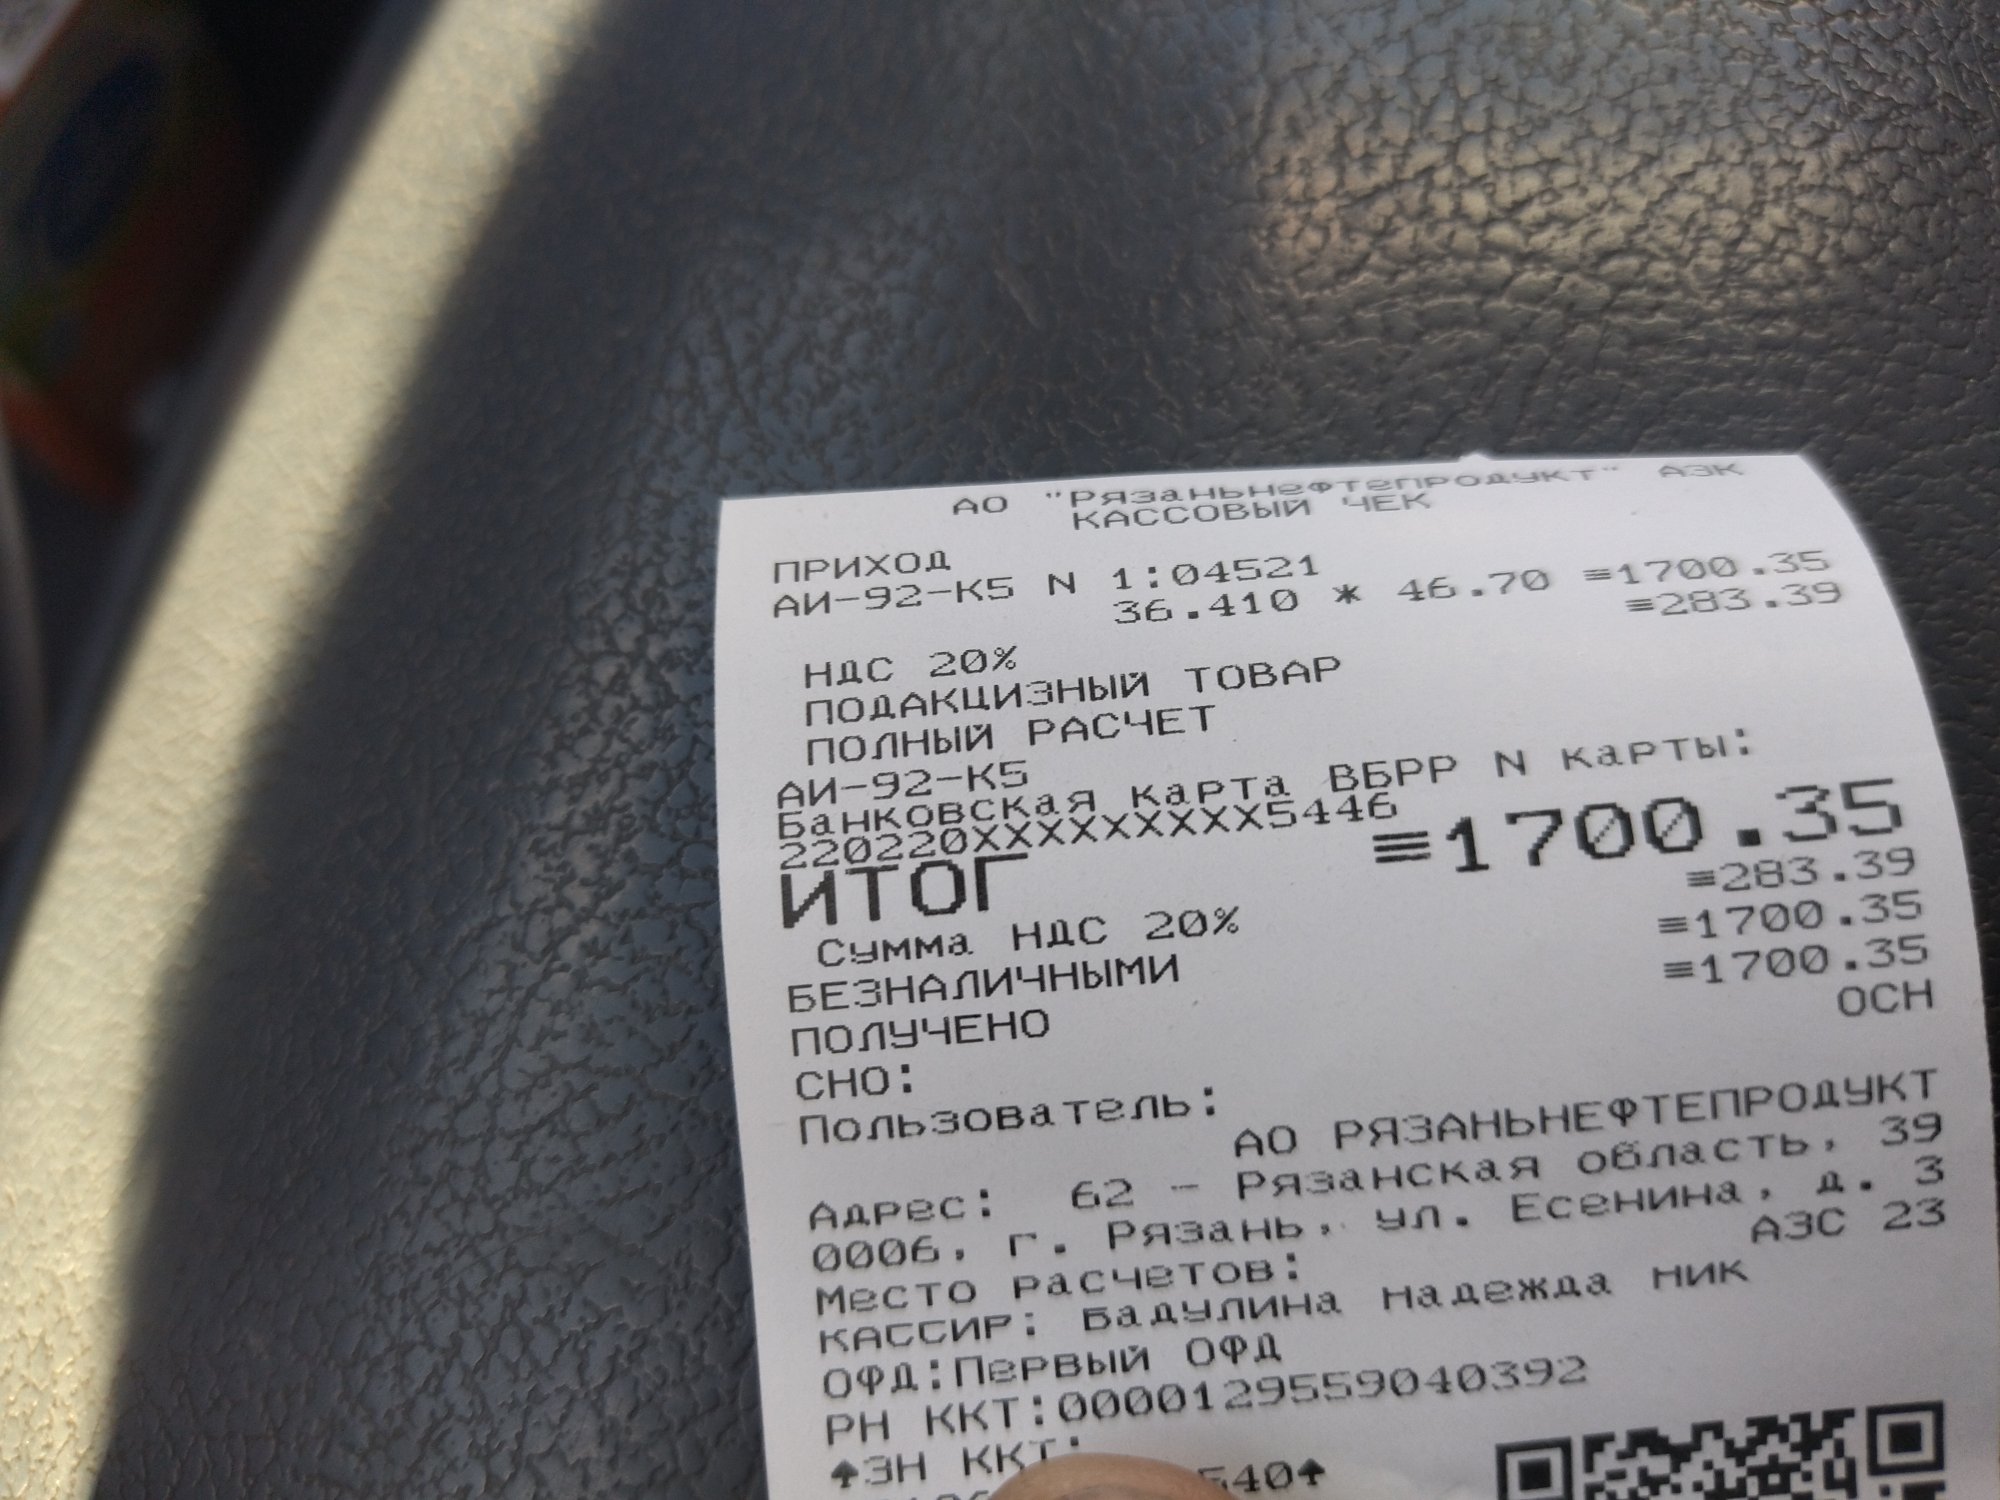 АО "Рязаньнефтепродукт" АЗК
КАССОВЫЙ ЧЕК
ПРИХОД
АИ-92-К5 N 1:04521
36.410 * 46.70 ≡1700.35
НДС 20% ≡283.39
ПОДАКЦИЗНЫЙ ТОВАР
ПОЛНЫЙ РАСЧЕТ
АИ-92-К5
Банковская карта ВБРР N карты:
220220XXXXXXXXX5446
ИТОГ ≡1700.35
Сумма НДС 20% ≡283.39
БЕЗНАЛИЧНЫМИ ≡1700.35
ПОЛУЧЕНО ≡1700.35
СНО: ОСН
Пользователь:
АО РЯЗАНЬНЕФТЕПРОДУКТ
Адрес: 62 - Рязанская область, 39
0006, г. Рязань, ул. Есенина, д. 3
Место расчетов: АЗС 23
КАССИР: Бадулина Надежда Ник
ОФД:Первый ОФД
РН ККТ:0000129559040392
♠ЗН ККТ:
540♠